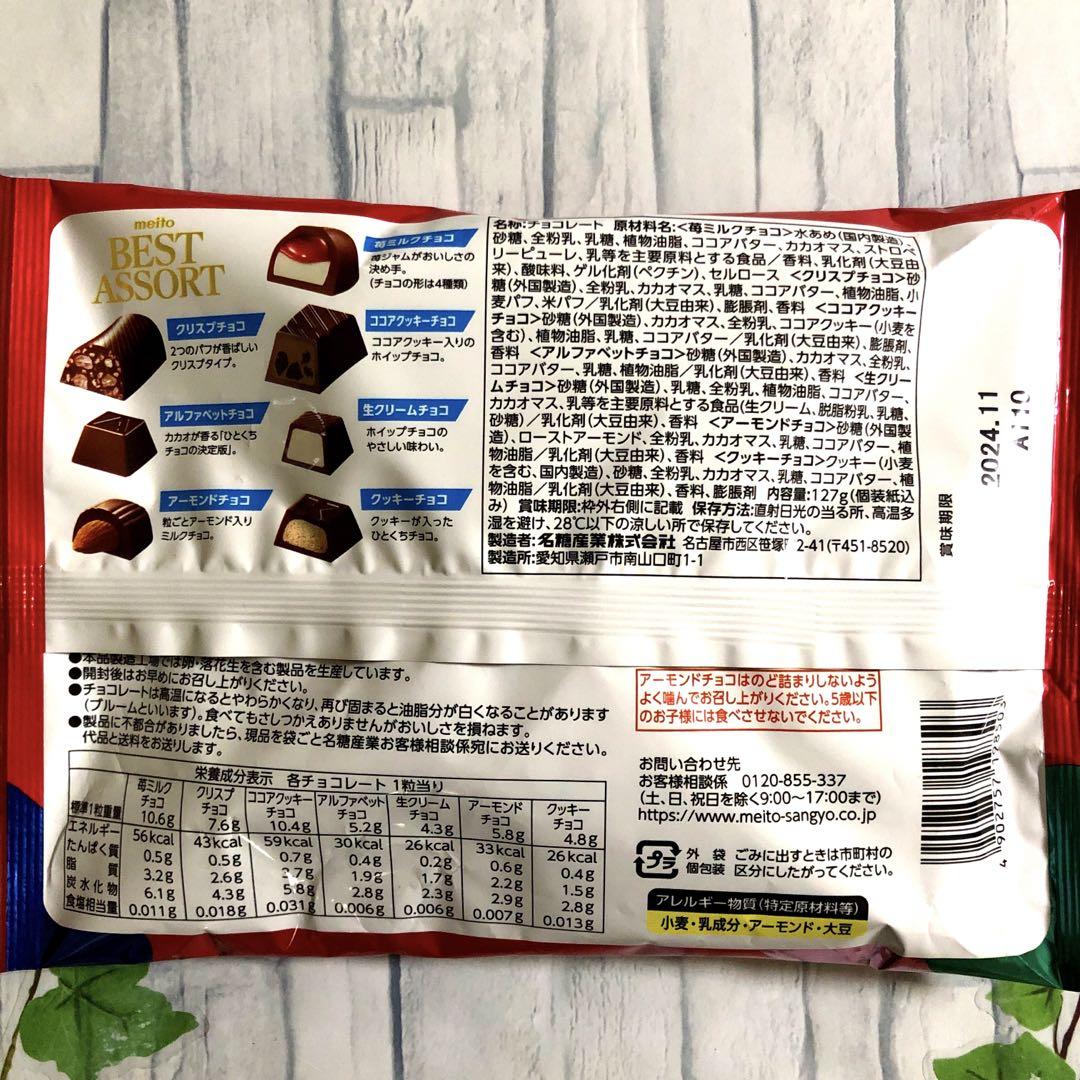 meito
BEST
ASSORT
苺ミルクチョコ
苺ジャムがおいしさの
決め手。
(チョコの形は4種類)
クリスプチョコ
2つのパフが香ばしい
クリスプタイプ。
ココアクッキーチョコ
ココアクッキー入りの
ホイップチョコ。
アルファベットチョコ
カカオが香る「ひとくち
チョコの決定版」。
生クリームチョコ
ホイップチョコの
やさしい味わい。
アーモンドチョコ
粒ごとアーモンド入り
ミルクチョコ。
クッキーチョコ
クッキーが入った
ひとくちチョコ。
名称:チョコレート 原材料名:<苺ミルクチョコ>水あめ(国内製造)、
砂糖、全粉乳、乳糖、植物油脂、ココアバター、カカオマス、ストロベ
リーピューレ、乳等を主要原料とする食品/香料、乳化剤(大豆由
来)、酸味料、ゲル化剤(ペクチン)、セルロース <クリスプチョコ>砂
糖(外国製造)、全粉乳、カカオマス、乳糖、ココアバター、植物油脂、小
麦パフ、米パフ/乳化剤(大豆由来)、膨脹剤、香料 <ココアクッキー
チョコ>砂糖(外国製造)、カカオマス、全粉乳、ココアクッキー(小麦を
含む)、植物油脂、乳糖、ココアバター/乳化剤(大豆由来)、膨脹剤、
香料 <アルファベットチョコ>砂糖(外国製造)、カカオマス、全粉乳、
ココアバター、乳糖、植物油脂/乳化剤(大豆由来)、香料 <生クリー
ムチョコ>砂糖(外国製造)、乳糖、全粉乳、植物油脂、ココアバター、
カカオマス、乳等を主要原料とする食品(生クリーム、脱脂粉乳、乳糖、
砂糖)/乳化剤(大豆由来)、香料 <アーモンドチョコ>砂糖(外国製
造)、ローストアーモンド、全粉乳、カカオマス、乳糖、ココアバター、植
物油脂/乳化剤(大豆由来)、香料 <クッキーチョコ>クッキー(小麦
を含む、国内製造)、砂糖、全粉乳、カカオマス、乳糖、ココアバター、植
物油脂/乳化剤(大豆由来)、香料、膨脹剤 内容量:127g(個装紙込
み) 賞味期限:枠外右側に記載 保存方法:直射日光の当る所、高温多
湿を避け、28℃以下の涼しい所で保存してください。
製造者:名糖産業株式会社 名古屋市西区笹塚 2-41(〒451-8520)
製造所:愛知県瀬戸市南山口町1-1
賞味期限
2024.11
A110
●本品製造工場では卵・落花生を含む製品を生産しています。
●開封後はお早めにお召し上がりください。
●チョコレートは高温になるとやわらかくなり、再び固まると油脂分が白くなることがあります
(ブルームといいます)。食べてもさしつかえありませんがおいしさを損ねます。
●製品に不都合がありましたら、現品を袋ごと名糖産業お客様相談係宛にお送りください。
代品と送料をお送りします。
栄養成分表示 各チョコレート 1粒当り
苺ミルクチョコ クリスプチョコ ココアクッキーチョコ アルファベットチョコ 生クリームチョコ アーモンドチョコ クッキーチョコ
標準1粒重量 10.6g 7.6g 10.4g 5.2g 4.3g 5.8g 4.8g
エネルギー 56kcal 43kcal 59kcal 30kcal 26kcal 33kcal 26kcal
たんぱく質 0.5g 0.5g 0.7g 0.4g 0.2g 0.6g 0.4g
脂質 3.2g 2.6g 3.7g 1.9g 1.7g 2.2g 1.5g
炭水化物 6.1g 4.3g 5.8g 2.8g 2.3g 2.9g 2.8g
食塩相当量 0.011g 0.018g 0.031g 0.006g 0.006g 0.007g 0.013g
アーモンドチョコはのど詰まりしないよう
よく噛んでお召し上がりください。5歳以下
のお子様には食べさせないでください。
お問い合わせ先
お客様相談係 0120-855-337
(土、日、祝日を除く9:00〜17:00まで)
https://www.meito-sangyo.co.jp
プラ
外 袋
個包装
ごみに出すときは市町村の
区分にしたがってください。
アレルギー物質(特定原材料等)
小麦・乳成分・アーモンド・大豆
4 902757 178503